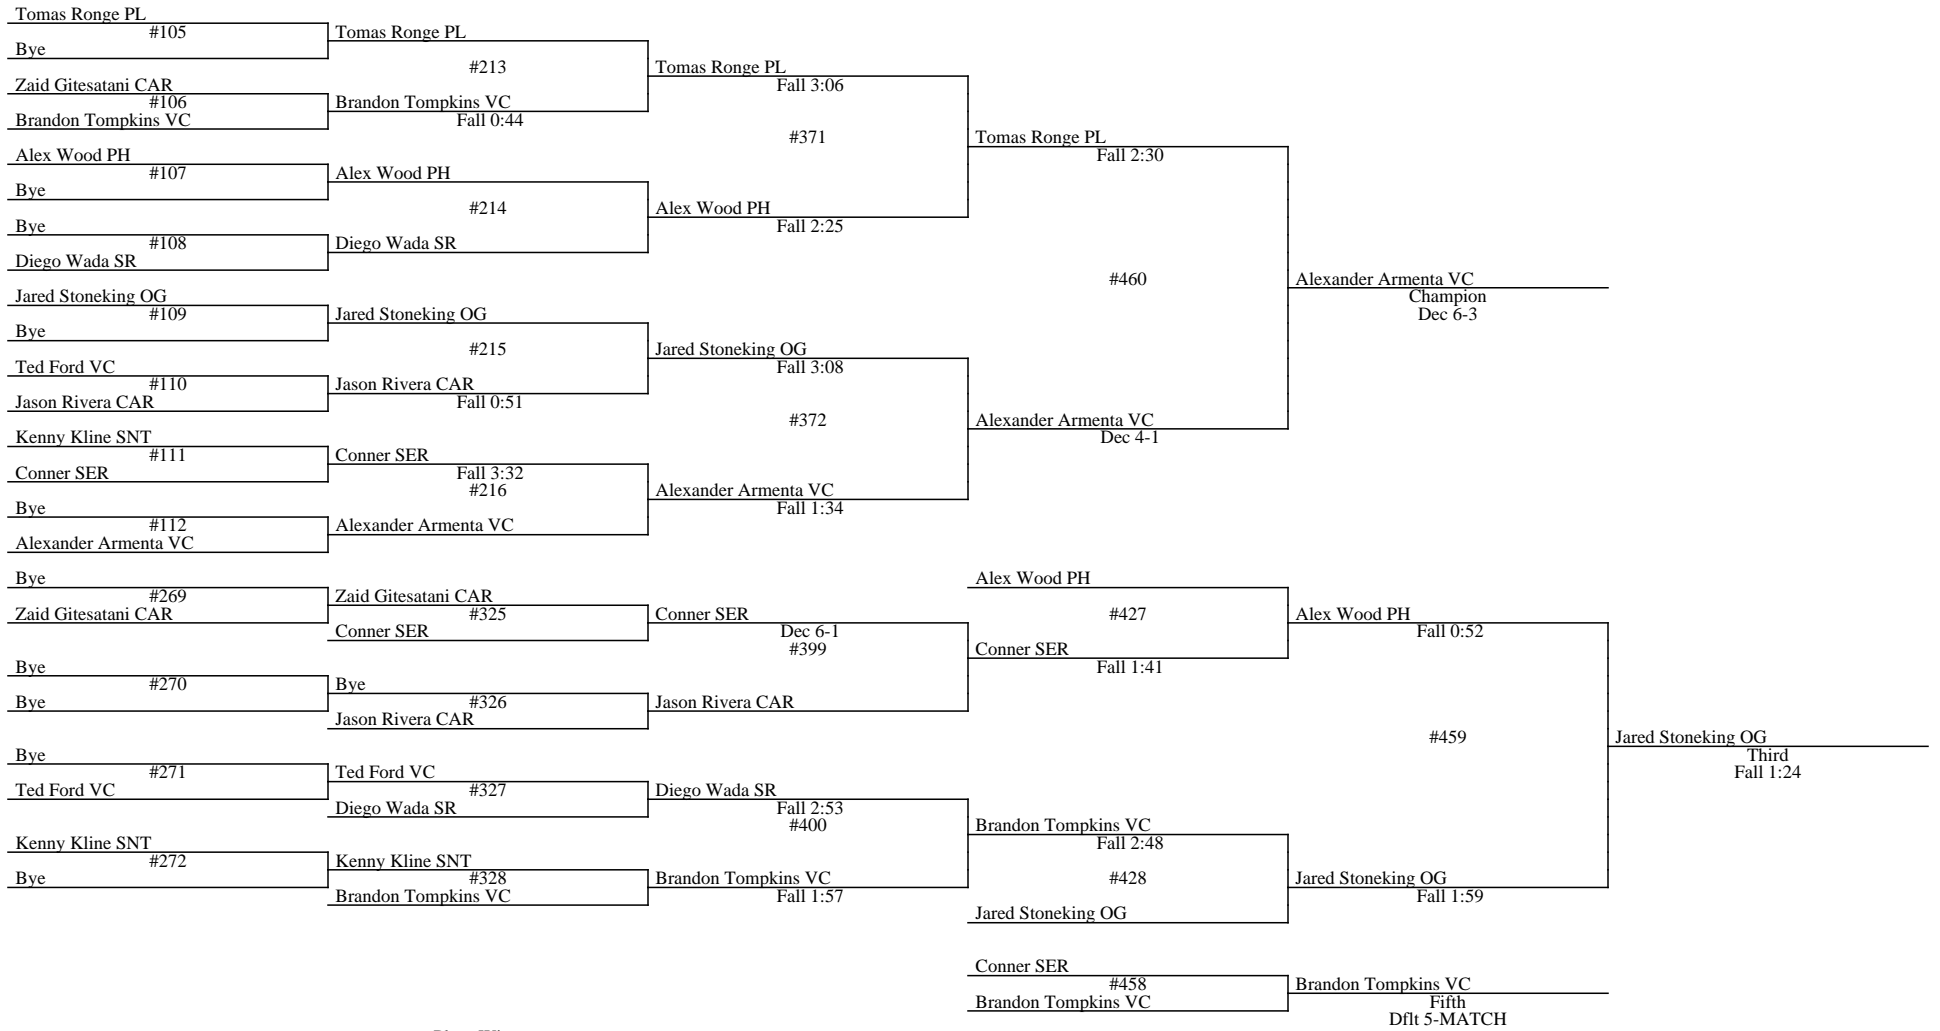 Tomas Ronge PL
#105
Bye
Tomas Ronge PL
#213
Zaid Gitesatani CAR
#106
Brandon Tompkins VC
Brandon Tompkins VC
Fall 0:44
Tomas Ronge PL
Fall 3:06
#371
Alex Wood PH
#107
Bye
Alex Wood PH
#214
Bye
#108
Diego Wada SR
Diego Wada SR
Alex Wood PH
Fall 2:25
Tomas Ronge PL
Fall 2:30
#460
Jared Stoneking OG
#109
Bye
Jared Stoneking OG
#215
Ted Ford VC
#110
Jason Rivera CAR
Jason Rivera CAR
Fall 0:51
Jared Stoneking OG
Fall 3:08
#372
Kenny Kline SNT
#111
Conner SER
Conner SER
Fall 3:32
#216
Bye
#112
Alexander Armenta VC
Alexander Armenta VC
Alexander Armenta VC
Fall 1:34
Alexander Armenta VC
Dec 4-1
Alexander Armenta VC
Champion
Dec 6-3
Bye
#269
Zaid Gitesatani CAR
Zaid Gitesatani CAR
#325
Conner SER
Conner SER
Dec 6-1
#399
Bye
#270
Bye
Bye
#326
Jason Rivera CAR
Jason Rivera CAR
Alex Wood PH
#427
Conner SER
Fall 1:41
Alex Wood PH
Fall 0:52
#459
Bye
#271
Ted Ford VC
Ted Ford VC
#327
Diego Wada SR
Diego Wada SR
Fall 2:53
#400
Kenny Kline SNT
#272
Bye
Kenny Kline SNT
#328
Brandon Tompkins VC
Brandon Tompkins VC
Fall 1:57
Brandon Tompkins VC
Fall 2:48
#428
Jared Stoneking OG
Jared Stoneking OG
Fall 1:59
Jared Stoneking OG
Third
Fall 1:24
Conner SER
#458
Brandon Tompkins VC
Brandon Tompkins VC
Fifth
Dflt 5-MATCH